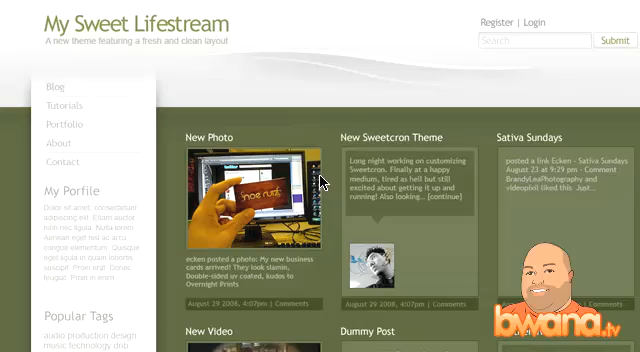 My Sweet Lifestream
A new theme featuring a fresh and clean layout
Register | Login
Search
Submit
Blog
Tutorials
Portfolio
About
Contact
My Porfile
Dolor sit amet, consectetuer
adipiscing elit. Etiam auctor
nibh nec ligula. Nulla lorem.
Aenean eget nisi ac arcu
congue elementum. Quisque
eget ligula in quam lobortis
suscipit. Proin erat. Donec
feugiat. Proin in enim.
Popular Tags
audio production design
music technology dnb
New Photo
ecken posted a photo: My new business
cards arrived! They look slamin,
Double-sided uv coated, kudos to
Overnight Prints
August 29 2008, 4:07pm | Comments
New Sweetcron Theme
Long night working on customizing
Sweetcron. Finally at a happy
medium, tired as hell but still
excited about getting it up and
running! Also looking... [continue]
August 29 2008, 4:07pm | Comments
Sativa Sundays
posted a link Ecken - Sativa Sundays
August 23 at 9:29 pm - Comment
BrandyLeaPhotography and
videopixil liked this Just...
New Video
Dummy Post
bwana.tv